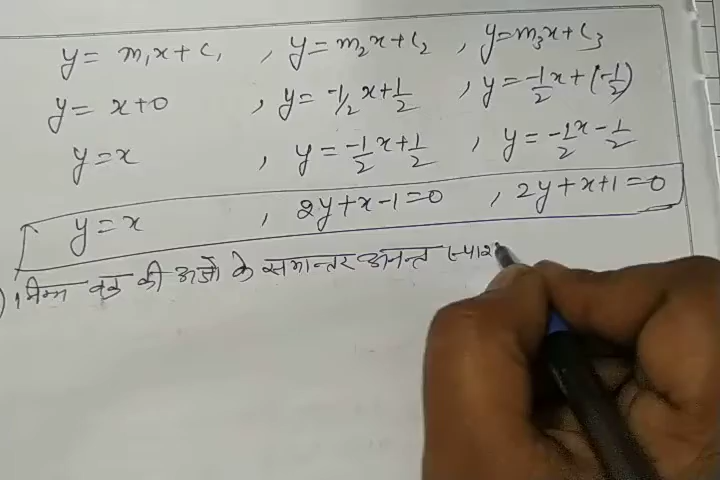 y = m₁x + c₁ , y = m₂x + c₂ , y = m₃x + c₃
y = x + 0 , y = -1/2 x + 1/2 , y = -1/2 x + (-1/2)
y = x , y = -1/2 x + 1/2 , y = -1/2 x - 1/2
y = x , 2y + x - 1 = 0 , 2y + x + 1 = 0
) निम्न वक्र की अक्षों के समान्तर अनन्त